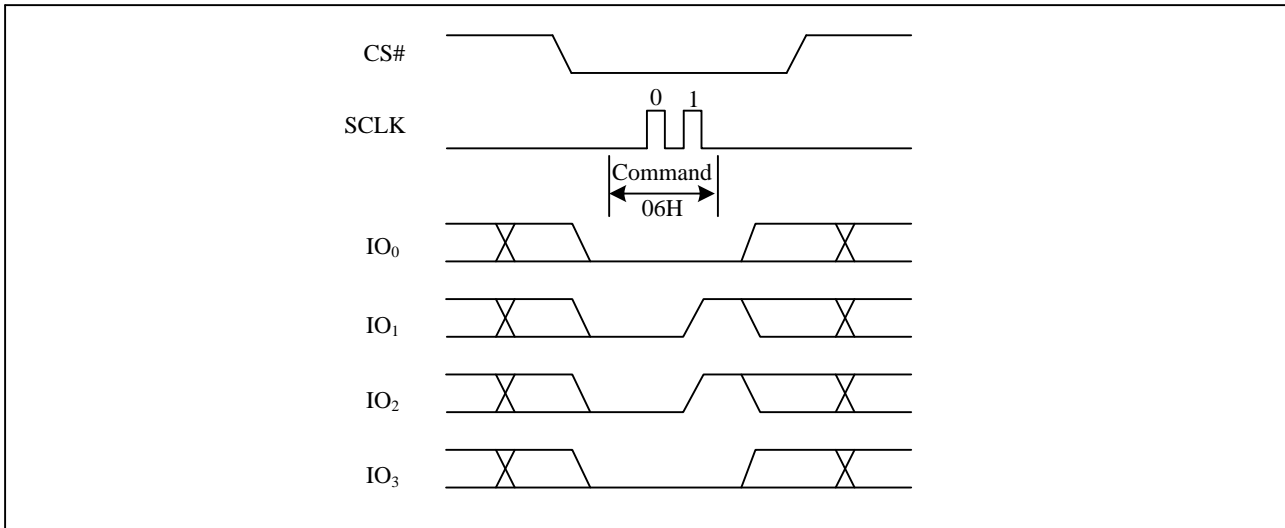 CS#
0 1
SCLK
Command
06H
IO₀
IO₁
IO₂
IO₃